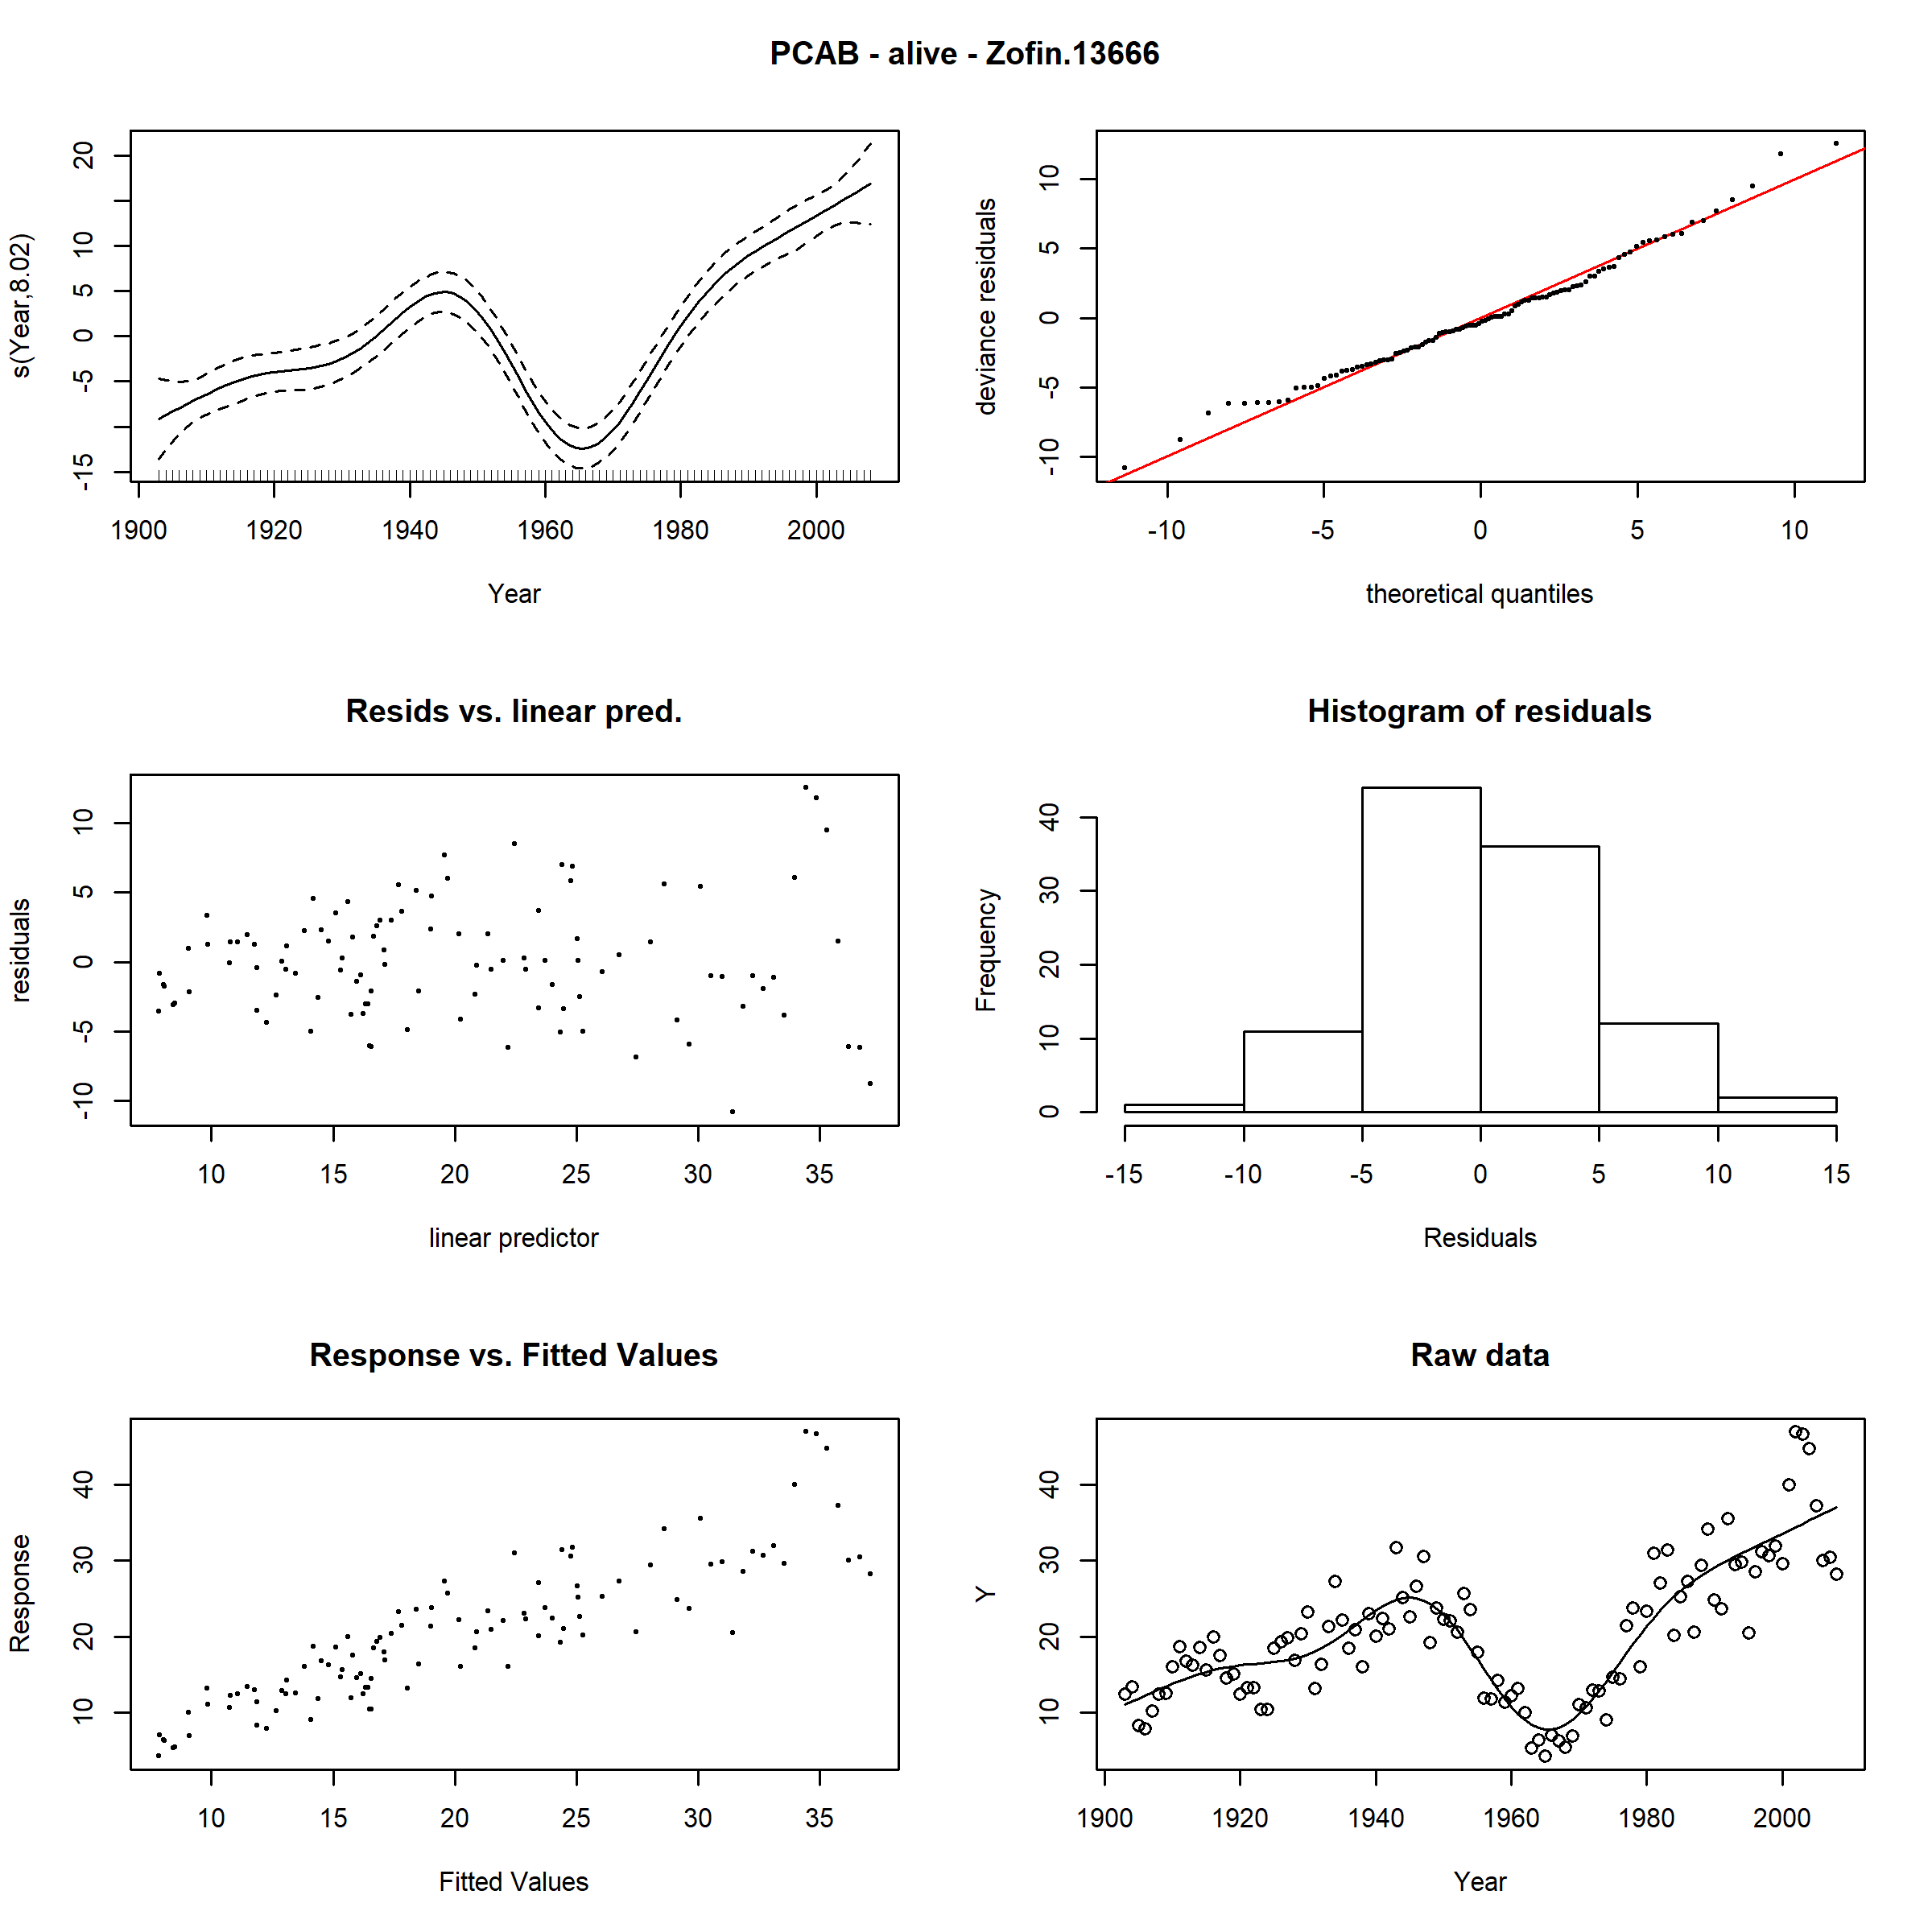 PCAB - alive - Zofin.13666
s(Year,8.02)
20
10
5
0
-5
-15
1900 1920 1940 1960 1980 2000
Year
deviance residuals
10
5
0
-5
-10
-10 -5 0 5 10
theoretical quantiles
Resids vs. linear pred.
residuals
10
5
0
-5
-10
10 15 20 25 30 35
linear predictor
Histogram of residuals
Frequency
40
30
20
10
0
-15 -10 -5 0 5 10 15
Residuals
Response vs. Fitted Values
Response
40
30
20
10
10 15 20 25 30 35
Fitted Values
Raw data
Y
40
30
20
10
1900 1920 1940 1960 1980 2000
Year